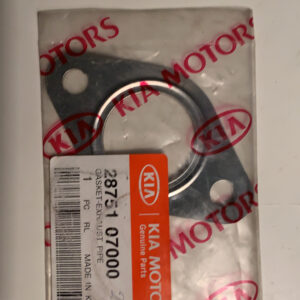 KIA MOTORS
KIA MOTORS
KIA
KIA
KIA
KIA MOTORS
Genuine Parts
28751 07000
GASKET-EXHAUST PIPE
1 PC RL MADE IN